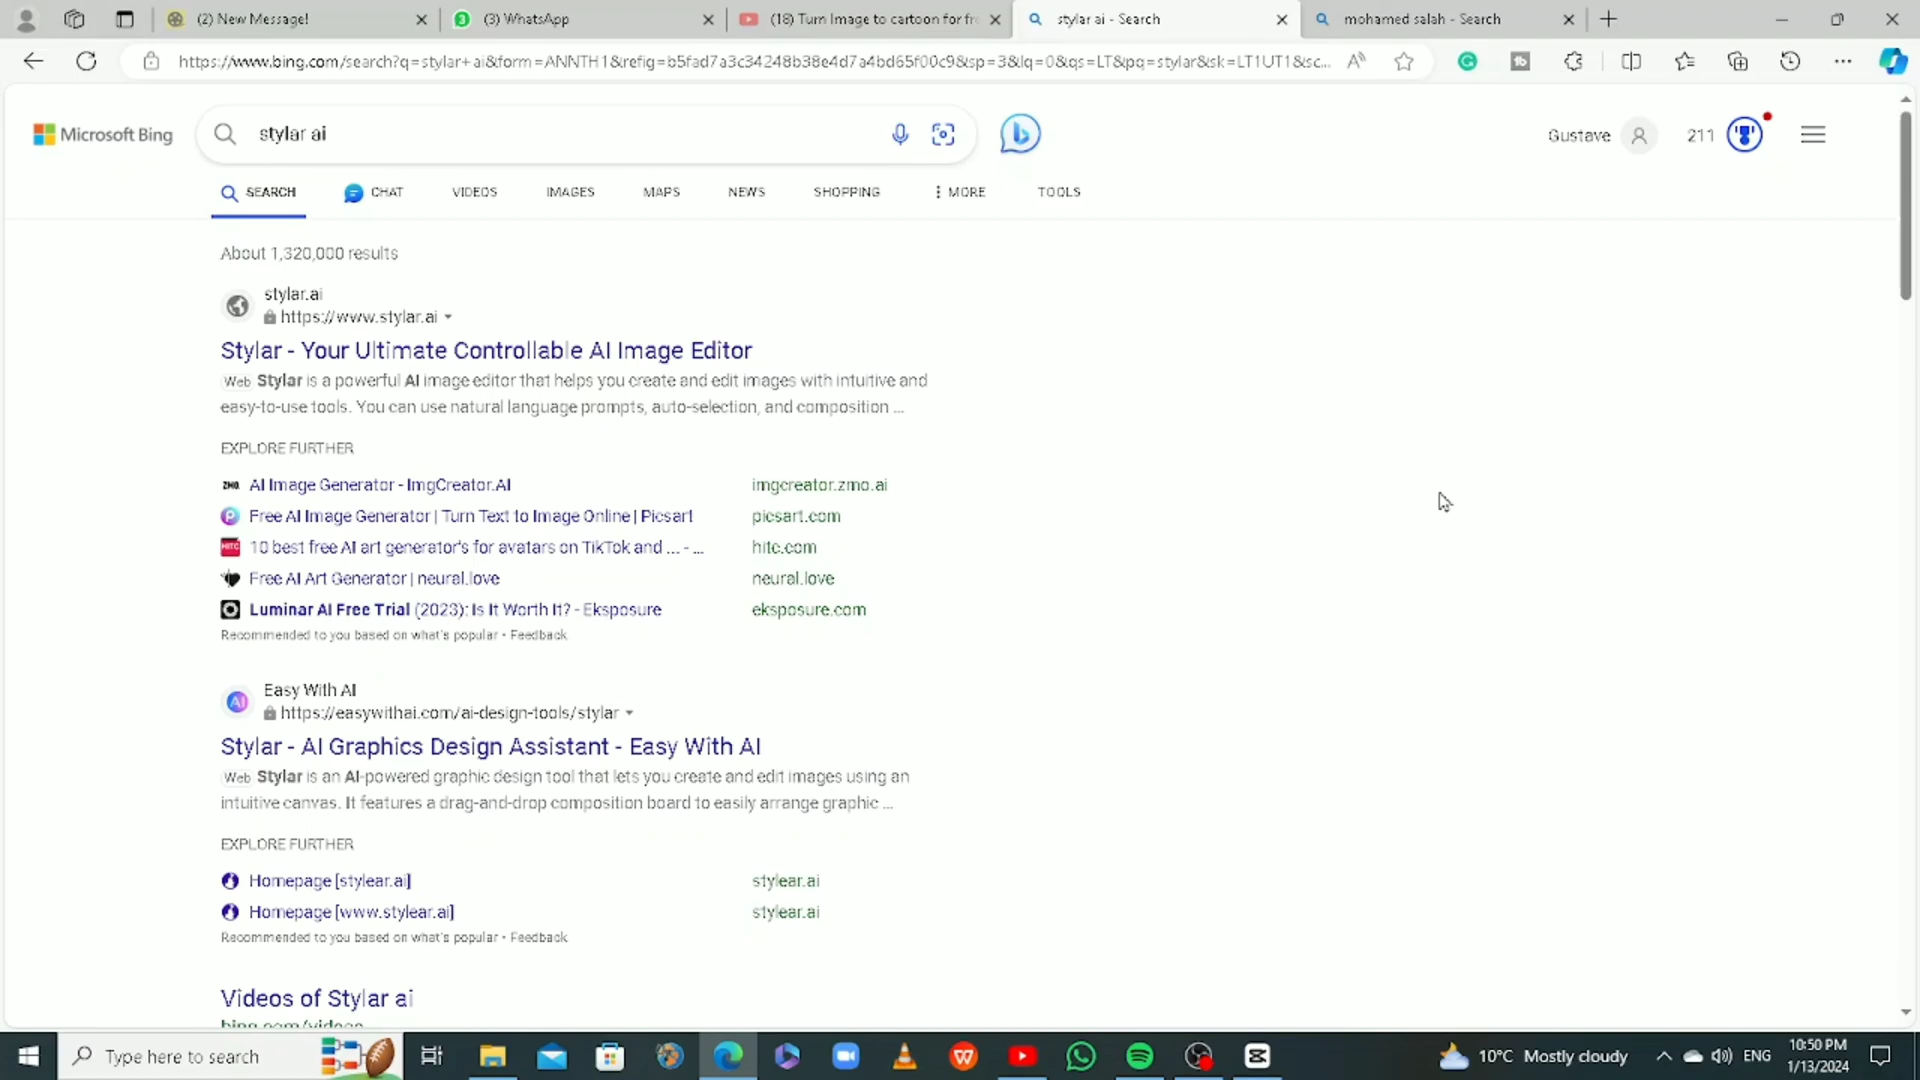 (2) New Message!
(3) WhatsApp
(18) Turn Image to cartoon for fr
stylar ai - Search
mohamed salah - Search
https://www.bing.com/search?q=stylar+ai&form=ANNTH1&refig=b5fad7a3c34248b38e4d7a4bd65f00c9&sp=3&lq=0&qs=LT&pq=stylar&sk=LT1UT1&sc...
Microsoft Bing
stylar ai
Gustave
211
SEARCH
CHAT
VIDEOS
IMAGES
MAPS
NEWS
SHOPPING
MORE
TOOLS
About 1,320,000 results
stylar.ai
https://www.stylar.ai
Stylar - Your Ultimate Controllable AI Image Editor
Web Stylar is a powerful AI image editor that helps you create and edit images with intuitive and
easy-to-use tools. You can use natural language prompts, auto-selection, and composition ...
EXPLORE FURTHER
ZMO. AI Image Generator - ImgCreator.AI imgcreator.zmo.ai
Free AI Image Generator | Turn Text to Image Online | Picsart picsart.com
HITC 10 best free AI art generator's for avatars on TikTok and ... - ... hitc.com
Free AI Art Generator | neural.love neural.love
Luminar AI Free Trial (2023): Is It Worth It? - Eksposure eksposure.com
Recommended to you based on what's popular • Feedback
AI
Easy With AI
https://easywithai.com/ai-design-tools/stylar
Stylar - AI Graphics Design Assistant - Easy With AI
Web Stylar is an AI-powered graphic design tool that lets you create and edit images using an
intuitive canvas. It features a drag-and-drop composition board to easily arrange graphic ...
EXPLORE FURTHER
Homepage [stylear.ai] stylear.ai
Homepage [www.stylear.ai] stylear.ai
Recommended to you based on what's popular • Feedback
Videos of Stylar ai
bing.com/videos
Type here to search
10°C Mostly cloudy
ENG
10:50 PM
1/13/2024